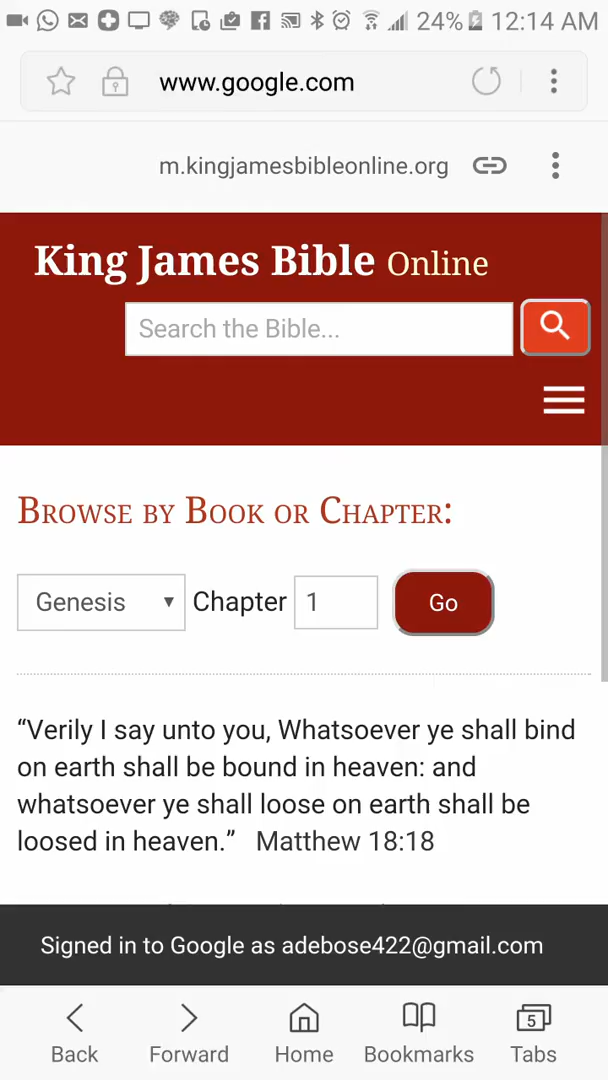 24% 12:14 AM
www.google.com
m.kingjamesbibleonline.org
King James Bible Online
Search the Bible...
Browse by Book or Chapter:
Genesis ▼ Chapter 1 Go
“Verily I say unto you, Whatsoever ye shall bind
on earth shall be bound in heaven: and
whatsoever ye shall loose on earth shall be
loosed in heaven.” Matthew 18:18
Signed in to Google as adebose422@gmail.com
5
Back Forward Home Bookmarks Tabs